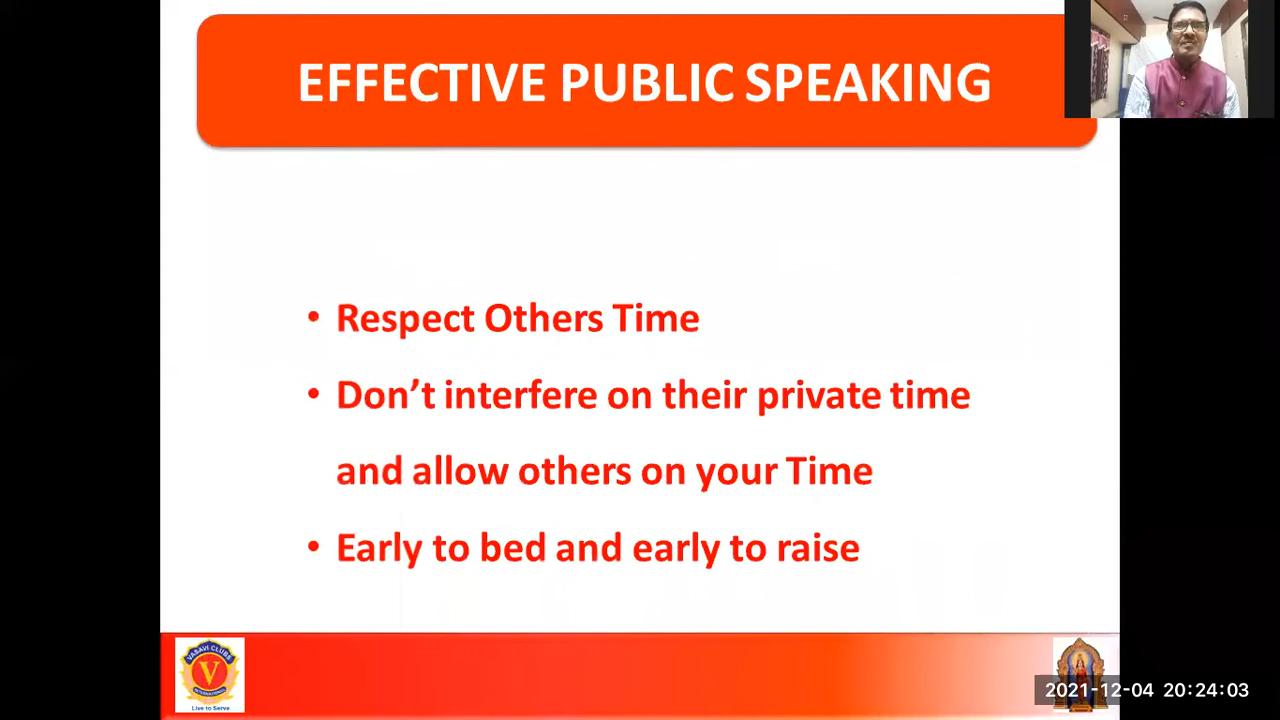 EFFECTIVE PUBLIC SPEAKING
• Respect Others Time
• Don’t interfere on their private time
and allow others on your Time
• Early to bed and early to raise
VASAVI CLUBS
V
INTERNATIONAL
Live to Serve
2021-12-04 20:24:03